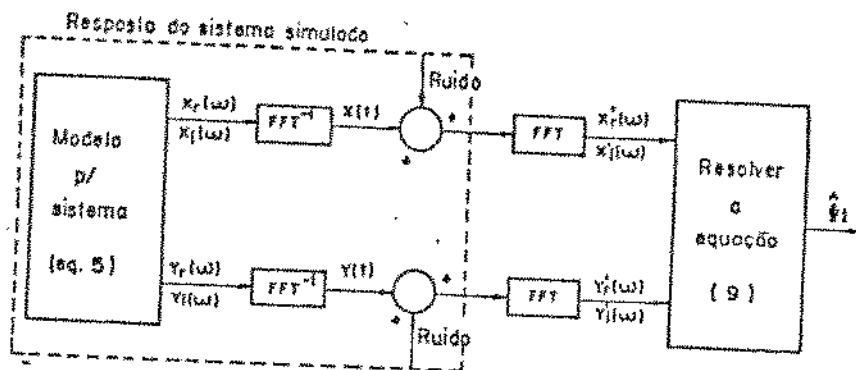 Resposta do sistema simulado
Ruído
Modelo
p/
sistema
(eq. 5)
Xr(ω)
Xi(ω)
FFT⁻¹
X(t)
+
+
FFT
X'r(ω)
X'i(ω)
Resolver
a
equação
(9)
Yr(ω)
Yi(ω)
FFT⁻¹
Y(t)
+
+
FFT
Y'r(ω)
Y'i(ω)
Ruído